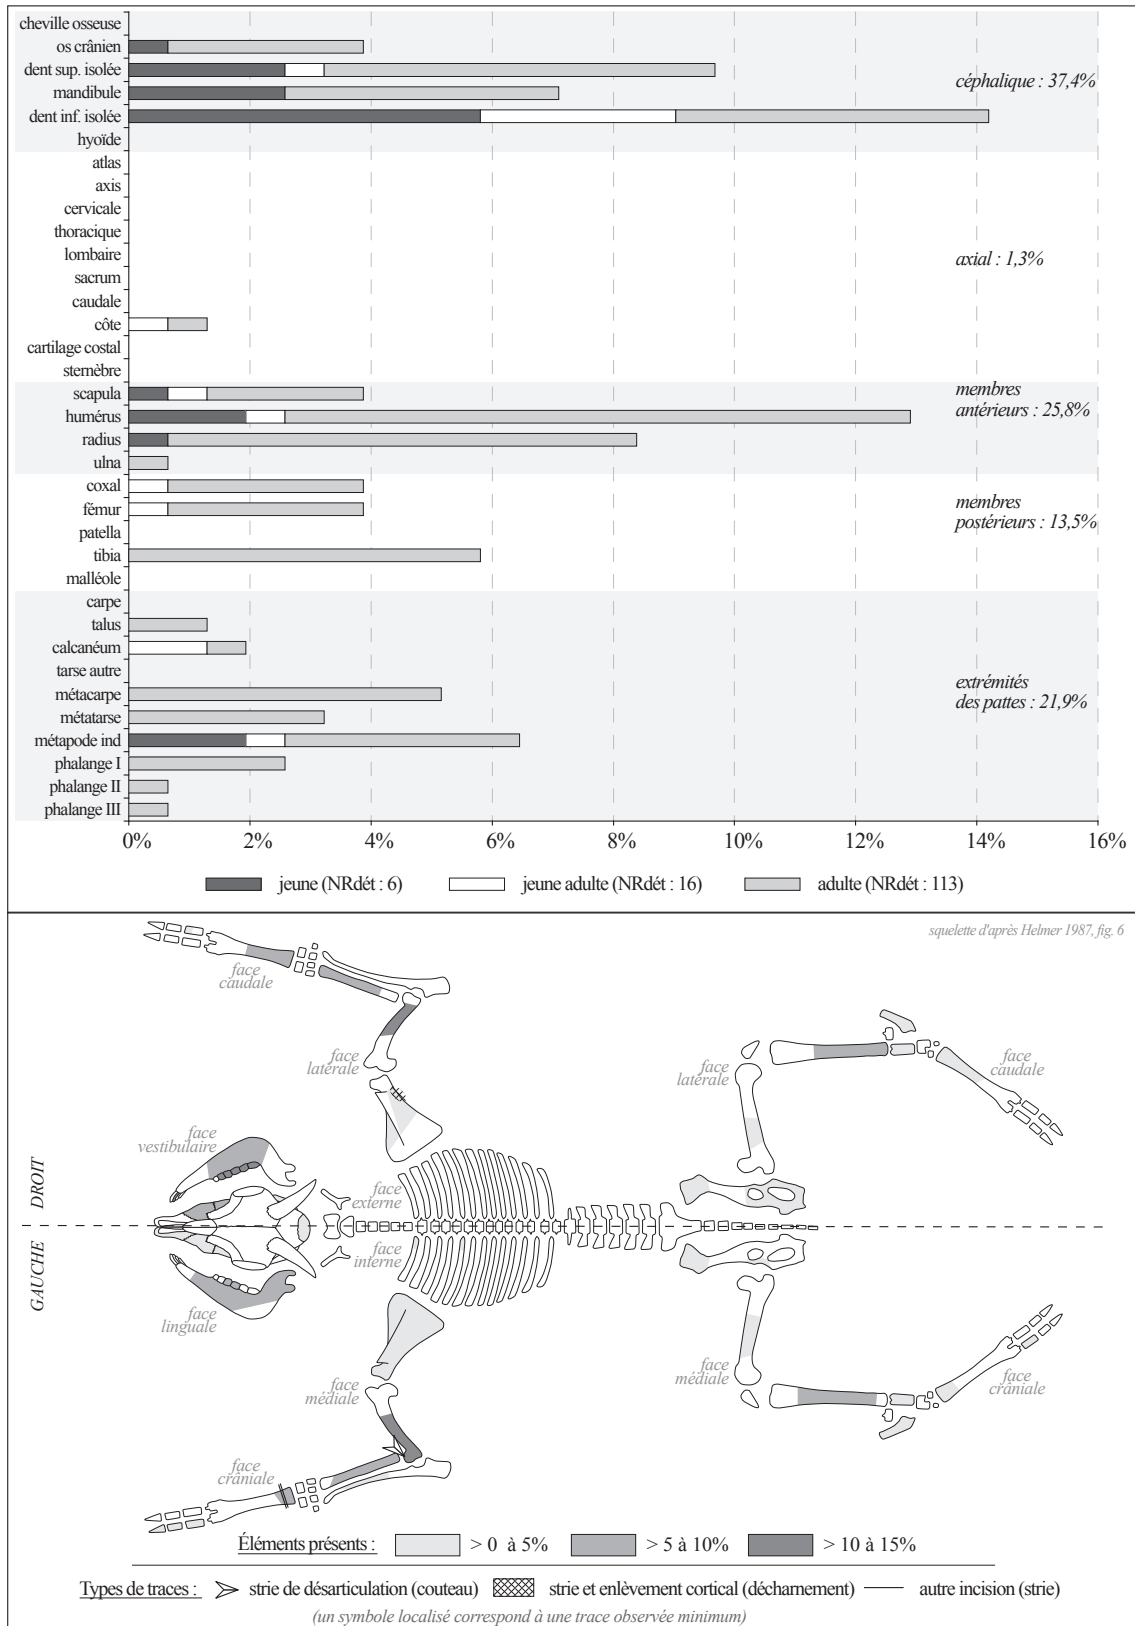 cheville osseuse
os crânien
dent sup. isolée
mandibule
dent inf. isolée
hyoïde
céphalique : 37,4%
atlas
axis
cervicale
thoracique
lombaire
sacrum
caudale
côte
cartilage costal
sternèbre
axial : 1,3%
scapula
humérus
radius
ulna
membres
antérieurs : 25,8%
coxal
fémur
patella
tibia
malléole
membres
postérieurs : 13,5%
carpe
talus
calcanéum
tarse autre
métacarpe
métatarse
métapode ind
phalange I
phalange II
phalange III
extrémités
des pattes : 21,9%
0% 2% 4% 6% 8% 10% 12% 14% 16%
jeune (NRdét : 6) jeune adulte (NRdét : 16) adulte (NRdét : 113)
squelette d'après Helmer 1987, fig. 6
face
caudale
face
latérale
face
latérale
face
caudale
face
vestibulaire
DROIT
face
externe
GAUCHE
face
interne
face
linguale
face
médiale
face
médiale
face
crâniale
face
crâniale
Éléments présents : > 0 à 5% > 5 à 10% > 10 à 15%
Types de traces : strie de désarticulation (couteau) strie et enlèvement cortical (décharnement) autre incision (strie)
(un symbole localisé correspond à une trace observée minimum)